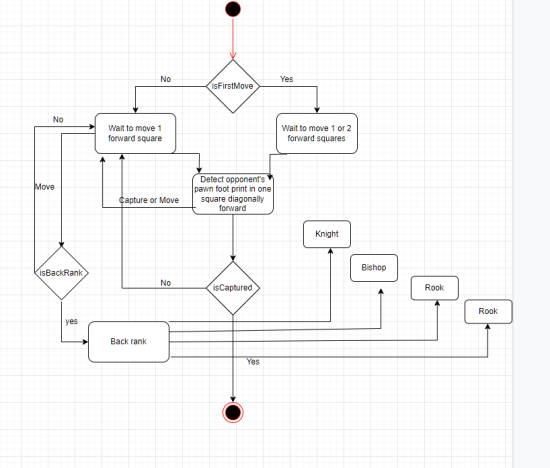 isFirstMove
No
Yes
Wait to move 1
forward square
Wait to move 1 or 2
forward squares
No
Detect opponent's
pawn foot print in one
square diagonally
forward
Move
Capture or Move
Knight
Bishop
isBackRank
isCaptured
No
Rook
Rook
yes
Back rank
Yes